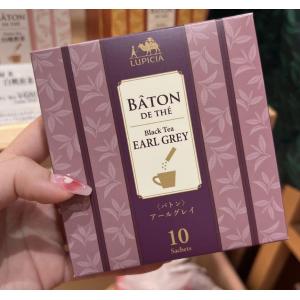 LUPICIA
BÂTON
DE THÉ
Black Tea
EARL GREY
〈バトン〉
アールグレイ
10
Sachets